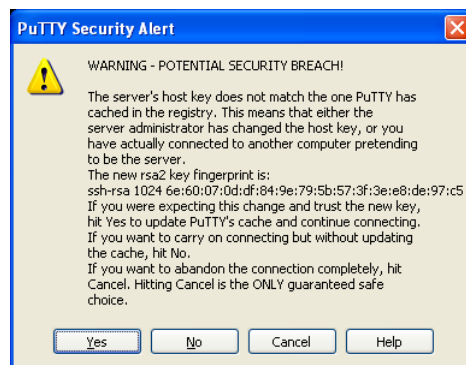 PuTTY Security Alert
WARNING - POTENTIAL SECURITY BREACH!
The server's host key does not match the one PuTTY has
cached in the registry. This means that either the
server administrator has changed the host key, or you
have actually connected to another computer pretending
to be the server.
The new rsa2 key fingerprint is:
ssh-rsa 1024 6e:60:07:0d:df:84:9e:79:5b:57:3f:3e:e8:de:97:c5
If you were expecting this change and trust the new key,
hit Yes to update PuTTY's cache and continue connecting.
If you want to carry on connecting but without updating
the cache, hit No.
If you want to abandon the connection completely, hit
Cancel. Hitting Cancel is the ONLY guaranteed safe
choice.
Yes No Cancel Help